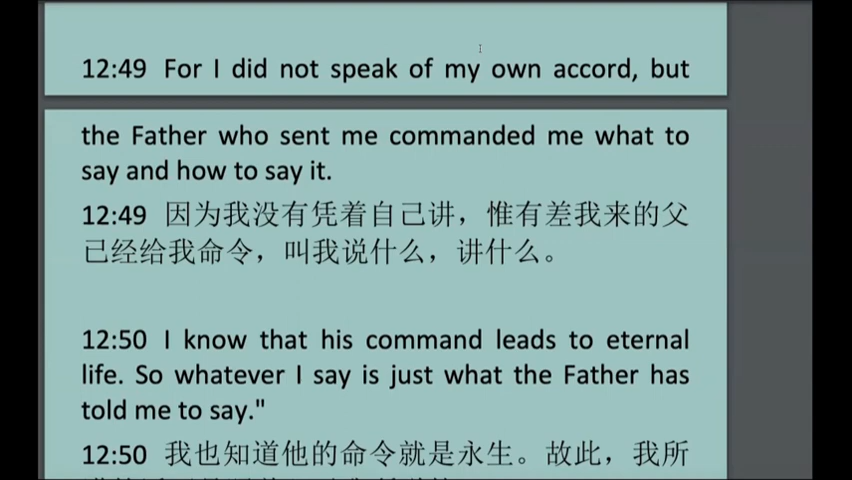 12:49 For I did not speak of my own accord, but
the Father who sent me commanded me what to
say and how to say it.
12:49 因为我没有凭着自己讲，惟有差我来的父
已经给我命令，叫我说什么，讲什么。
12:50 I know that his command leads to eternal
life. So whatever I say is just what the Father has
told me to say."
12:50 我也知道他的命令就是永生。故此，我所